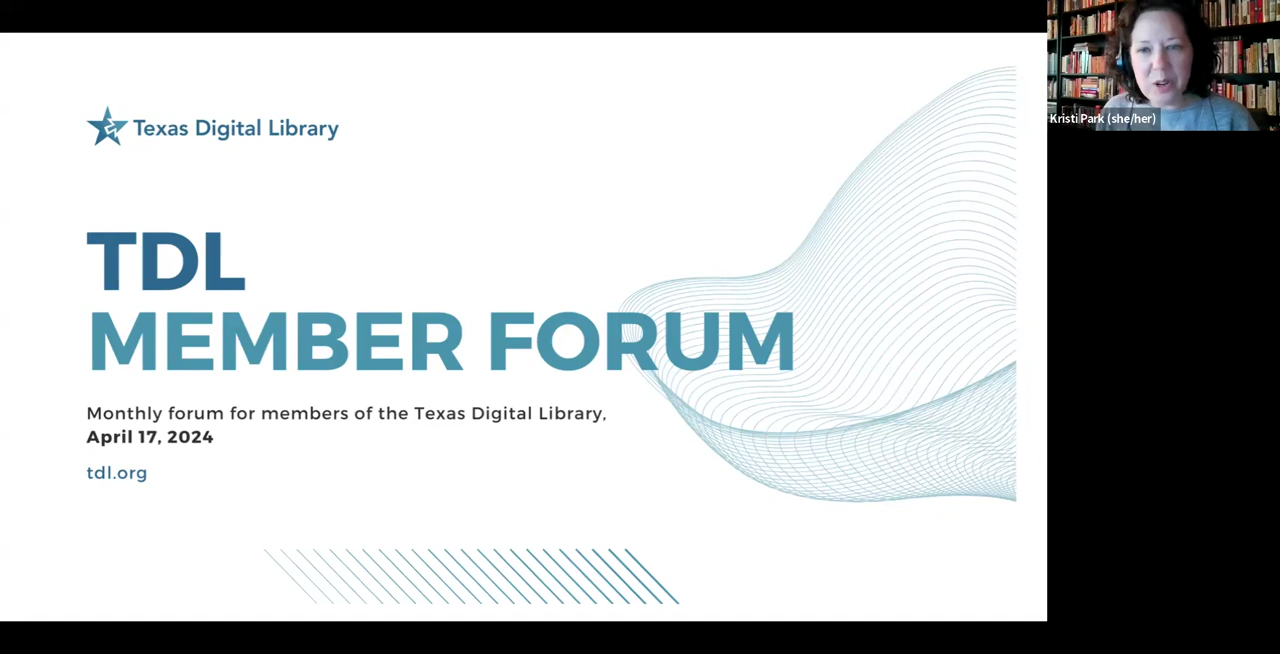 Texas Digital Library
TDL
MEMBER FORUM
Monthly forum for members of the Texas Digital Library,
April 17, 2024
tdl.org
Kristi Park (she/her)